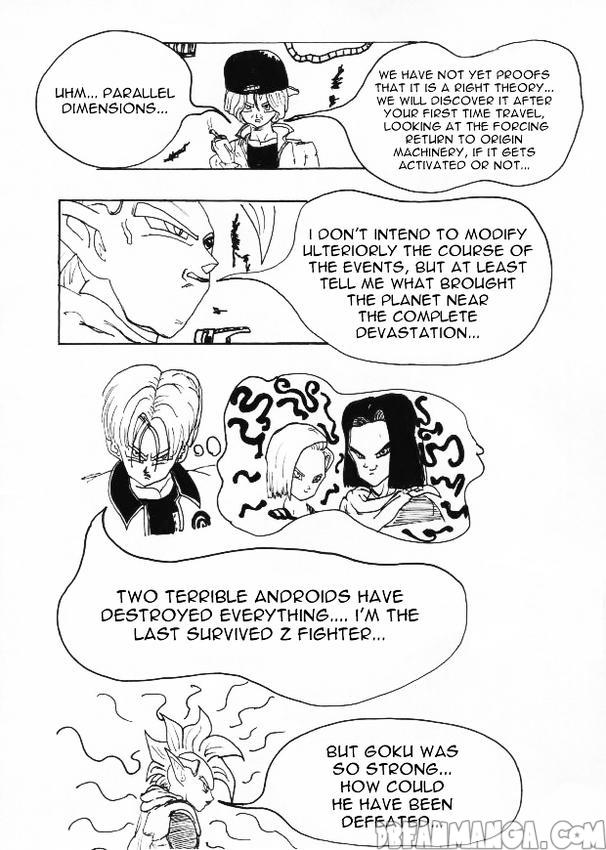 UHM... PARALLEL
DIMENSIONS...
WE HAVE NOT YET PROOFS
THAT IT IS A RIGHT THEORY...
WE WILL DISCOVER IT AFTER
YOUR FIRST TIME TRAVEL,
LOOKING AT THE FORCING
RETURN TO ORIGIN
MACHINERY, IF IT GETS
ACTIVATED OR NOT...
I DON'T INTEND TO MODIFY
ULTERIORLY THE COURSE OF
THE EVENTS, BUT AT LEAST
TELL ME WHAT BROUGHT
THE PLANET NEAR
THE COMPLETE
DEVASTATION...
TWO TERRIBLE ANDROIDS HAVE
DESTROYED EVERYTHING.... I'M THE
LAST SURVIVED Z FIGHTER...
BUT GOKU WAS
SO STRONG...
HOW COULD
HE HAVE BEEN
DEFEATED...
DREAMMANGA.COM